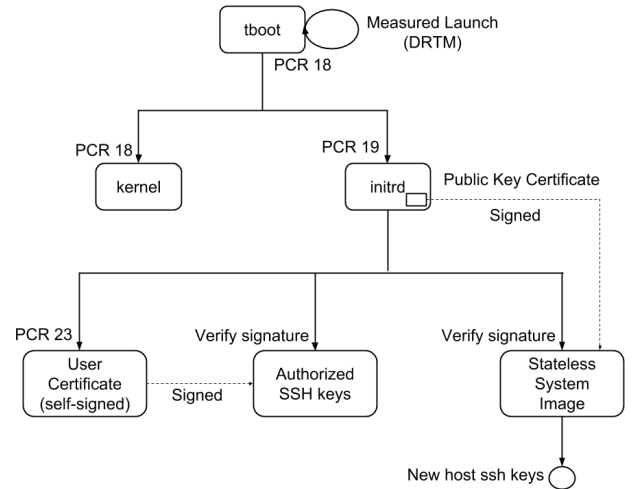 tboot
Measured Launch
(DRTM)
PCR 18
PCR 18
PCR 19
kernel
initrd
Public Key Certificate
Signed
PCR 23
Verify signature
Verify signature
User
Certificate
(self-signed)
Signed
Authorized
SSH keys
Stateless
System
Image
New host ssh keys